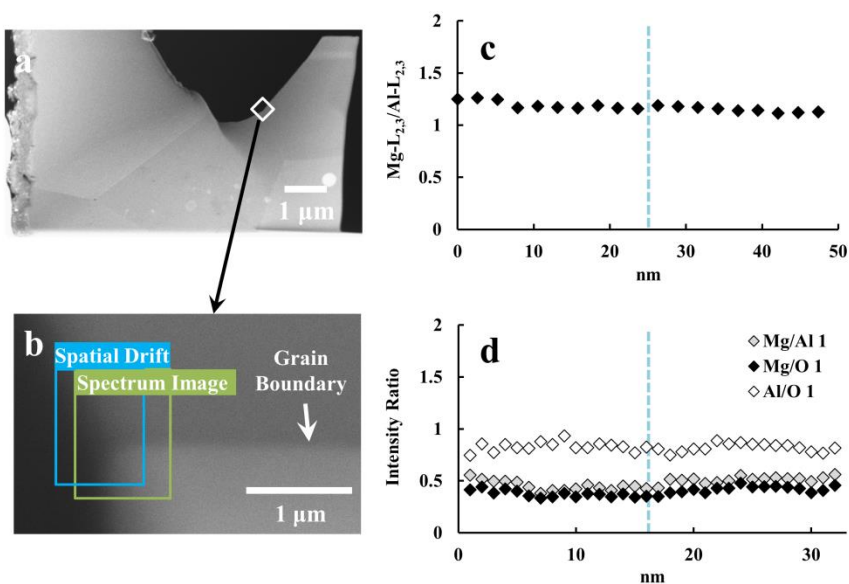 a
1 μm
b
Spatial Drift
Spectrum Image
Grain
Boundary
1 μm
c
Mg-L2,3/Al-L2,3
2
1.5
1
0.5
0
0 10 20 30 40 50
nm
d
Mg/Al 1
Mg/O 1
Al/O 1
Intensity Ratio
2
1.5
1
0.5
0
0 10 20 30
nm